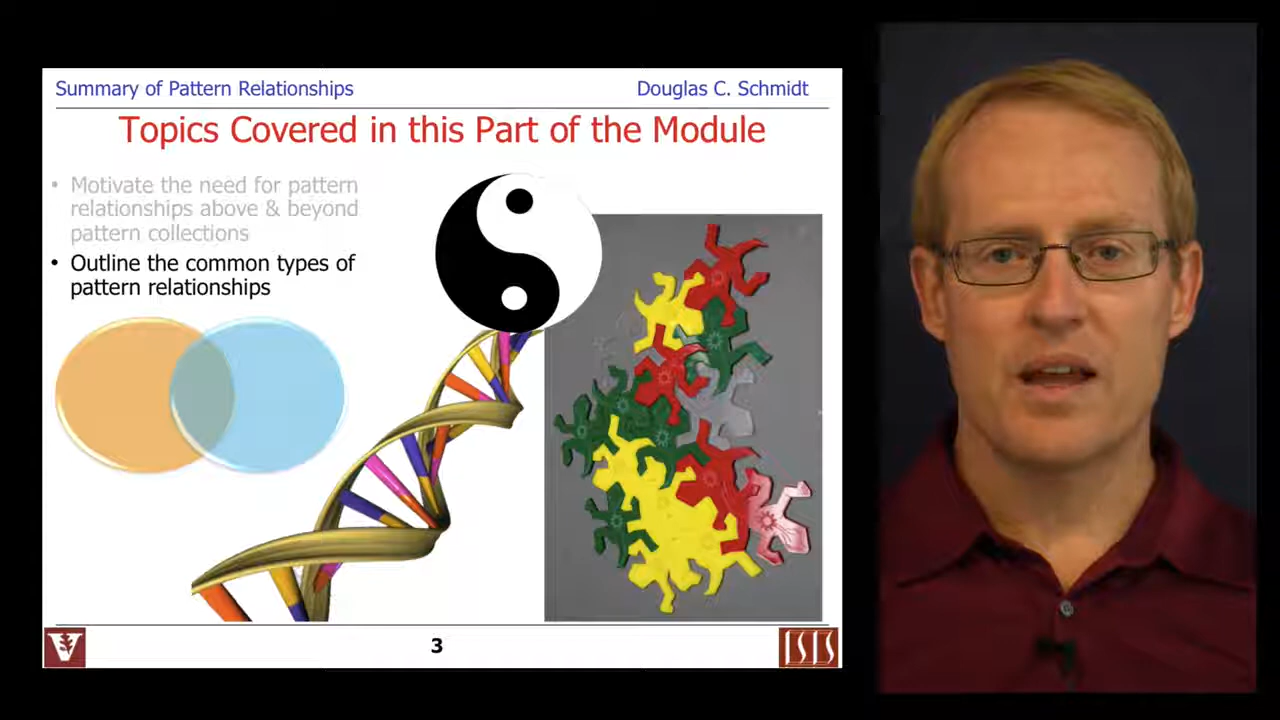 Summary of Pattern Relationships
Douglas C. Schmidt
Topics Covered in this Part of the Module
• Motivate the need for pattern
relationships above & beyond
pattern collections
• Outline the common types of
pattern relationships
V
3
ISIS